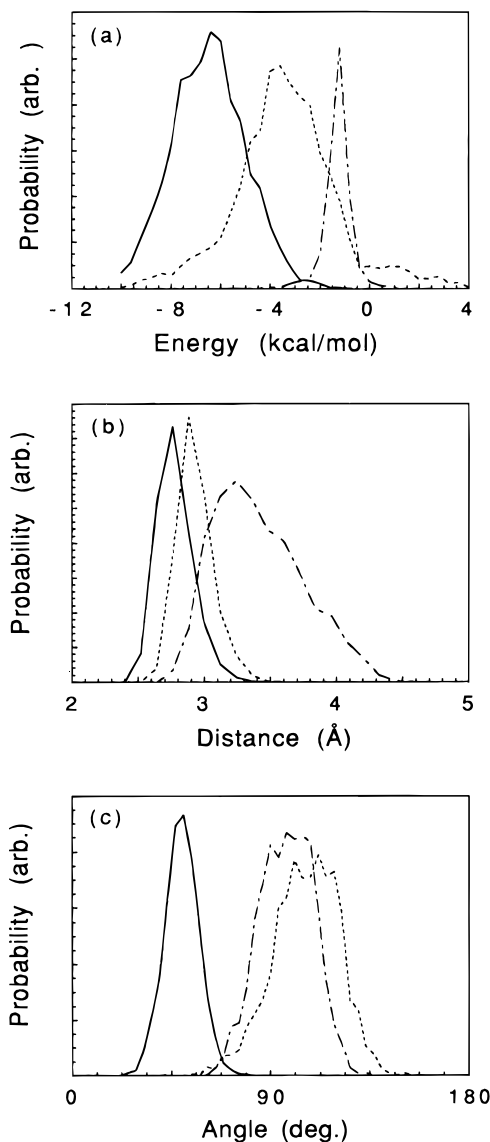 (a)
Probability (arb. )
-12 -8 -4 0 4
Energy (kcal/mol)
(b)
Probability (arb.)
2 3 4 5
Distance (Å)
(c)
Probability (arb.)
0 90 180
Angle (deg.)